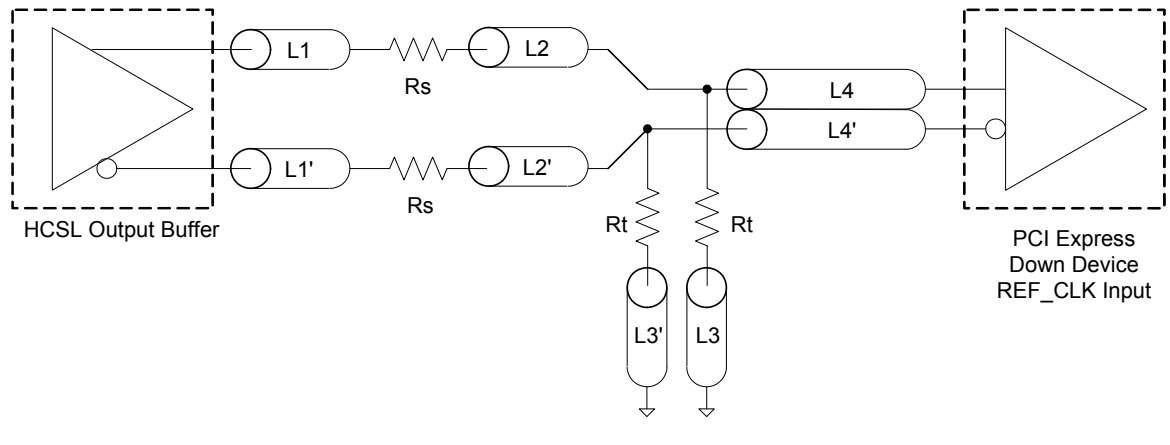 L1
Rs
L2
L4
L4'
L1'
Rs
L2'
HCSL Output Buffer
Rt
Rt
L3'
L3
PCI Express
Down Device
REF_CLK Input